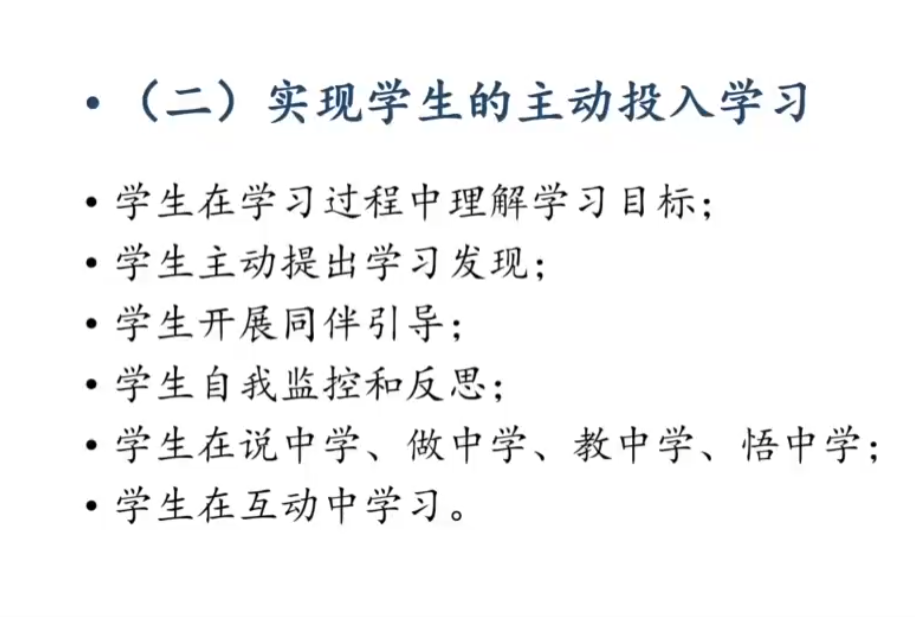 •（二）实现学生的主动投入学习
•学生在学习过程中理解学习目标；
•学生主动提出学习发现；
•学生开展同伴引导；
•学生自我监控和反思；
•学生在说中学、做中学、教中学、悟中学；
•学生在互动中学习。